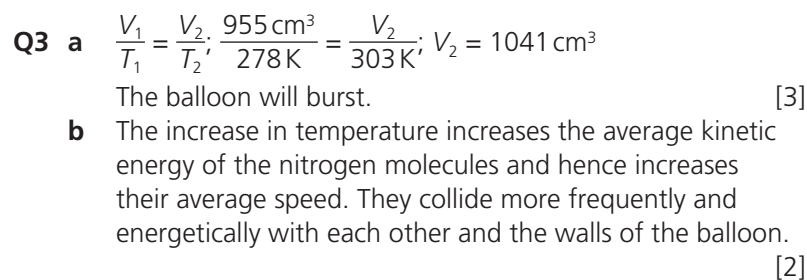 Q3 a V₁/T₁ = V₂/T₂; 955 cm³/278 K = V₂/303 K; V₂ = 1041 cm³
The balloon will burst. [3]
b The increase in temperature increases the average kinetic
energy of the nitrogen molecules and hence increases
their average speed. They collide more frequently and
energetically with each other and the walls of the balloon.
[2]